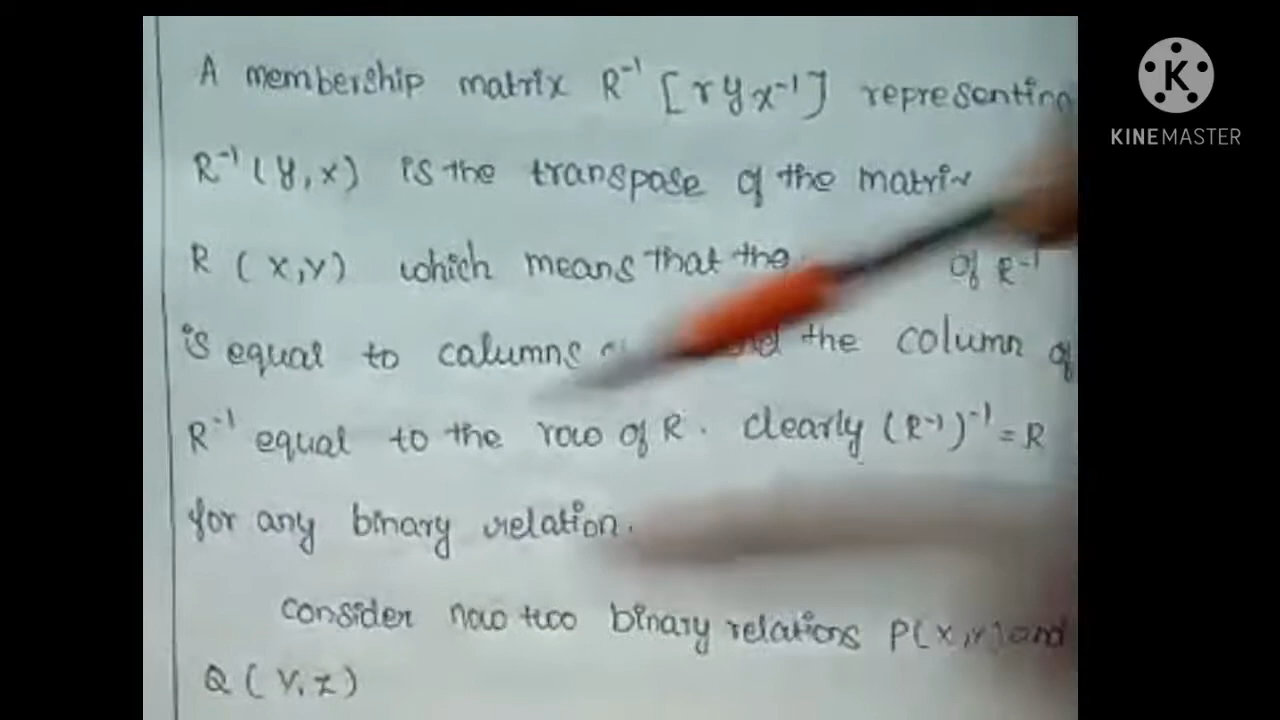 A membership matrix R⁻¹ [r y x⁻¹] representing
KINEMASTER
R⁻¹ (y, x) is the transpose of the matrix
R (X,Y) which means that the of R⁻¹
is equal to calumns the column of
R⁻¹ equal to the row of R. clearly (R⁻¹)⁻¹ = R
for any binary relation.
consider now two binary relations P(X,Y) and
Q (Y,Z)